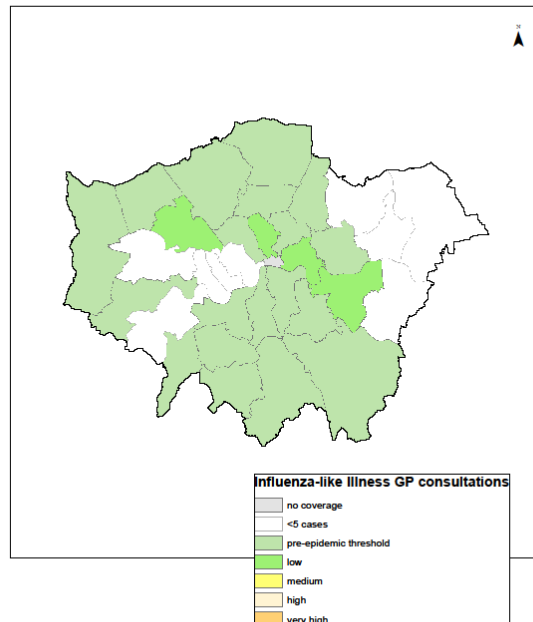 N
Influenza-like Illness GP consultations
no coverage
<5 cases
pre-epidemic threshold
low
medium
high
very high